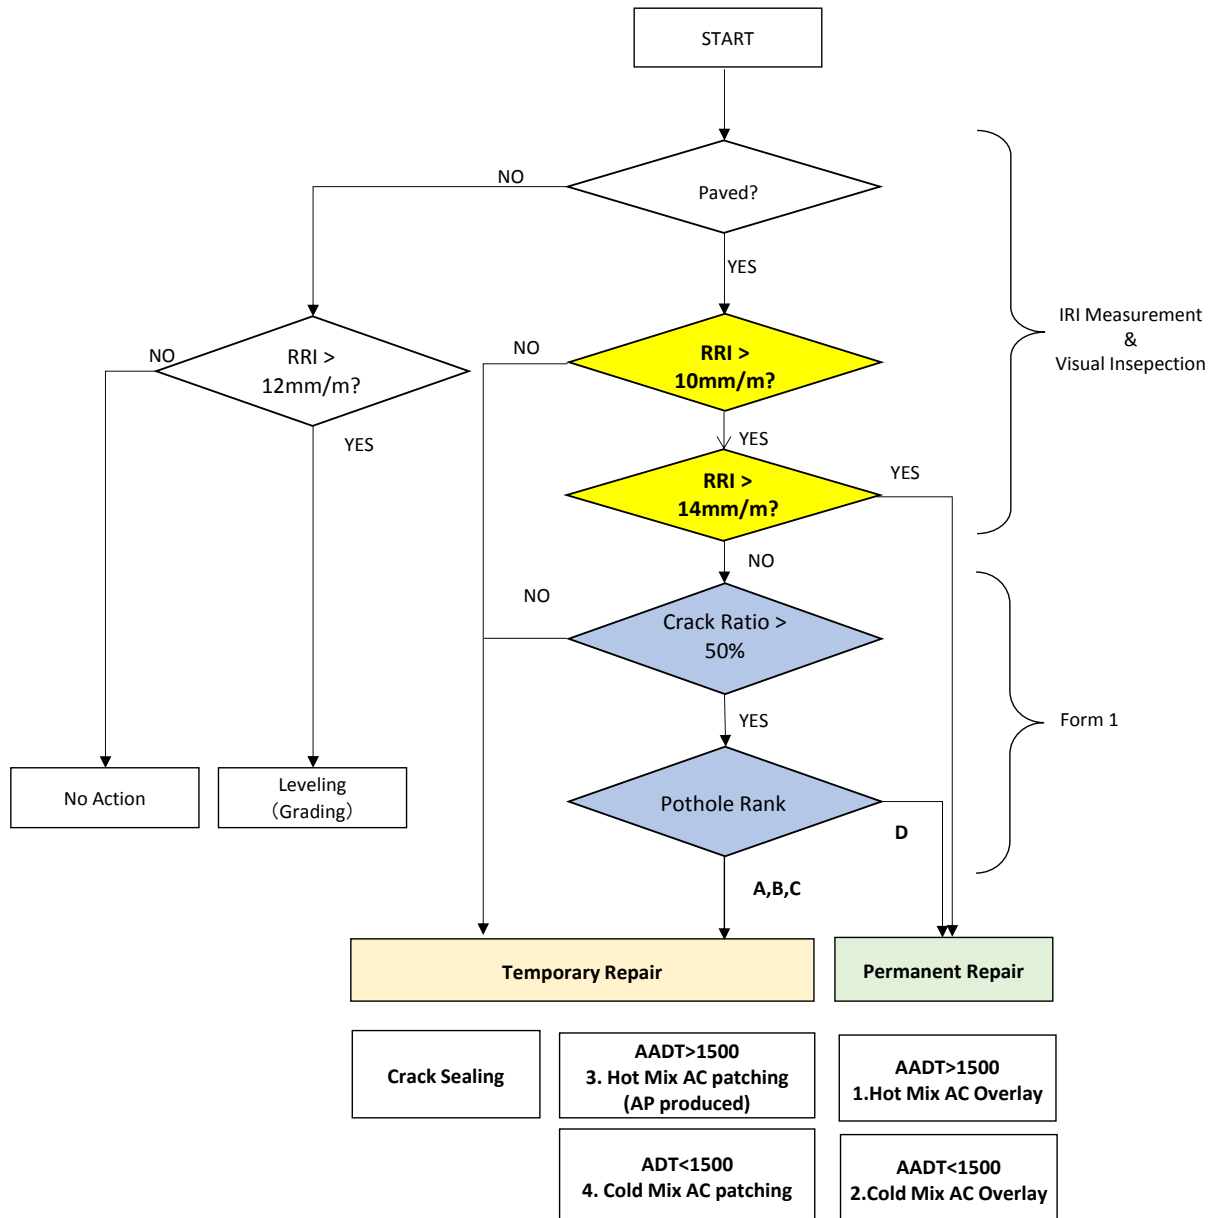 START
NO
Paved?
YES
IRI Measurement
&
Visual Insepection
NO
RRI >
12mm/m?
NO
RRI >
10mm/m?
YES
YES
RRI >
14mm/m?
YES
NO
NO
Crack Ratio >
50%
YES
Form 1
No Action
Leveling
（Grading）
Pothole Rank
D
A,B,C
Temporary Repair
Permanent Repair
Crack Sealing
AADT>1500
3. Hot Mix AC patching
(AP produced)
AADT>1500
1.Hot Mix AC Overlay
ADT<1500
4. Cold Mix AC patching
AADT<1500
2.Cold Mix AC Overlay